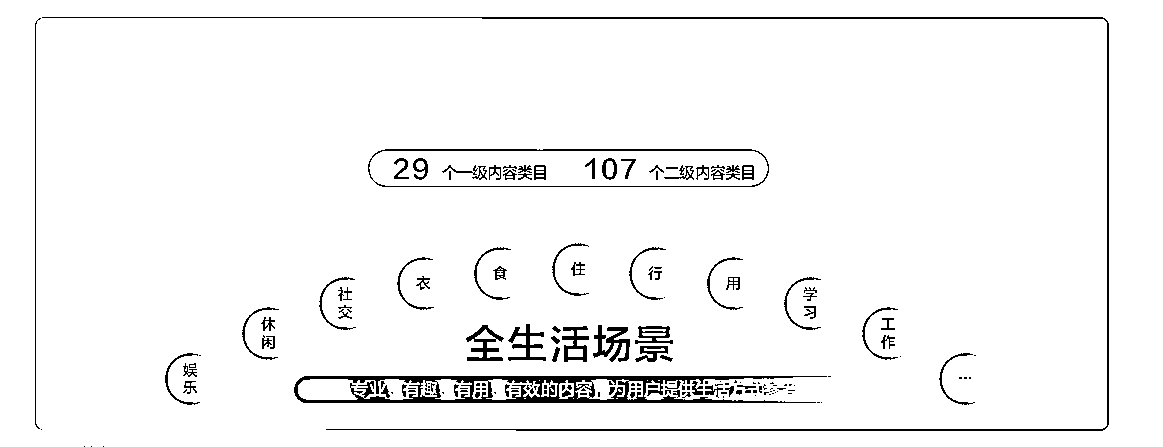 29 个一级内容类目 107 个二级内容类目
娱乐
休闲
社交
衣
食
住
行
用
学习
工作
...
全生活场景
专业、有趣、有用、有效的内容，为用户提供生活方式参考